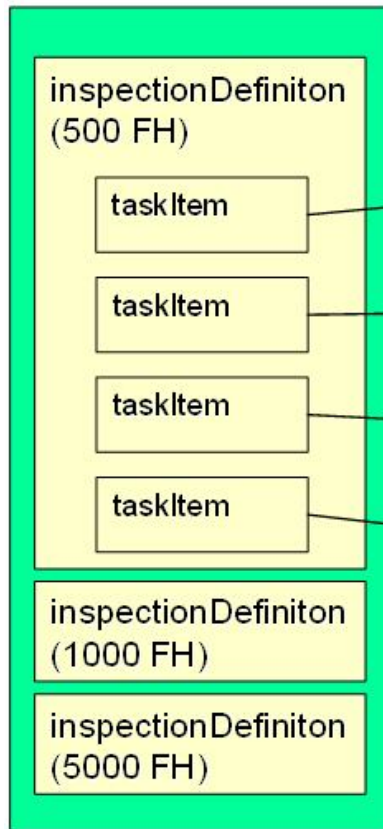 inspectionDefiniton
(500 FH)
taskItem
taskItem
taskItem
taskItem
inspectionDefiniton
(1000 FH)
inspectionDefiniton
(5000 FH)